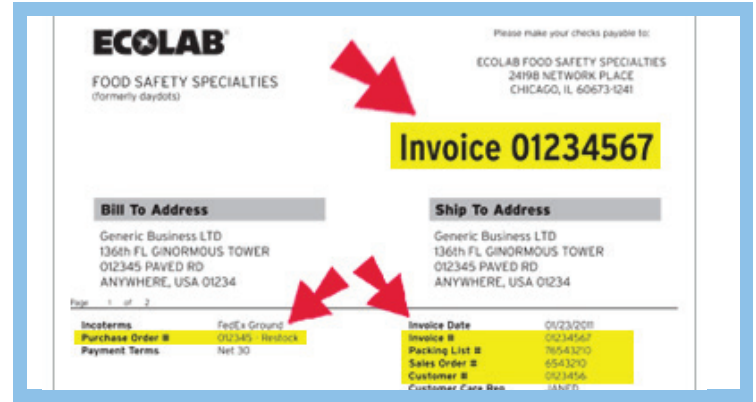 ECOLAB®
FOOD SAFETY SPECIALTIES
(formerly daydots)
Please make your checks payable to:
ECOLAB FOOD SAFETY SPECIALTIES
24198 NETWORK PLACE
CHICAGO, IL 60673-1241
Invoice 01234567
Bill To Address
Generic Business LTD
136th FL GINORMOUS TOWER
012345 PAVED RD
ANYWHERE, USA 01234
Ship To Address
Generic Business LTD
136th FL GINORMOUS TOWER
012345 PAVED RD
ANYWHERE, USA 01234
Page 1 of 2
Incoterms FedEx Ground
Purchase Order # 012345 - Restock
Payment Terms Net 30
Invoice Date 01/23/2011
Invoice # 01234567
Packing List # 76543210
Sales Order # 6543210
Customer # 0123456
Customer Care Rep JANED